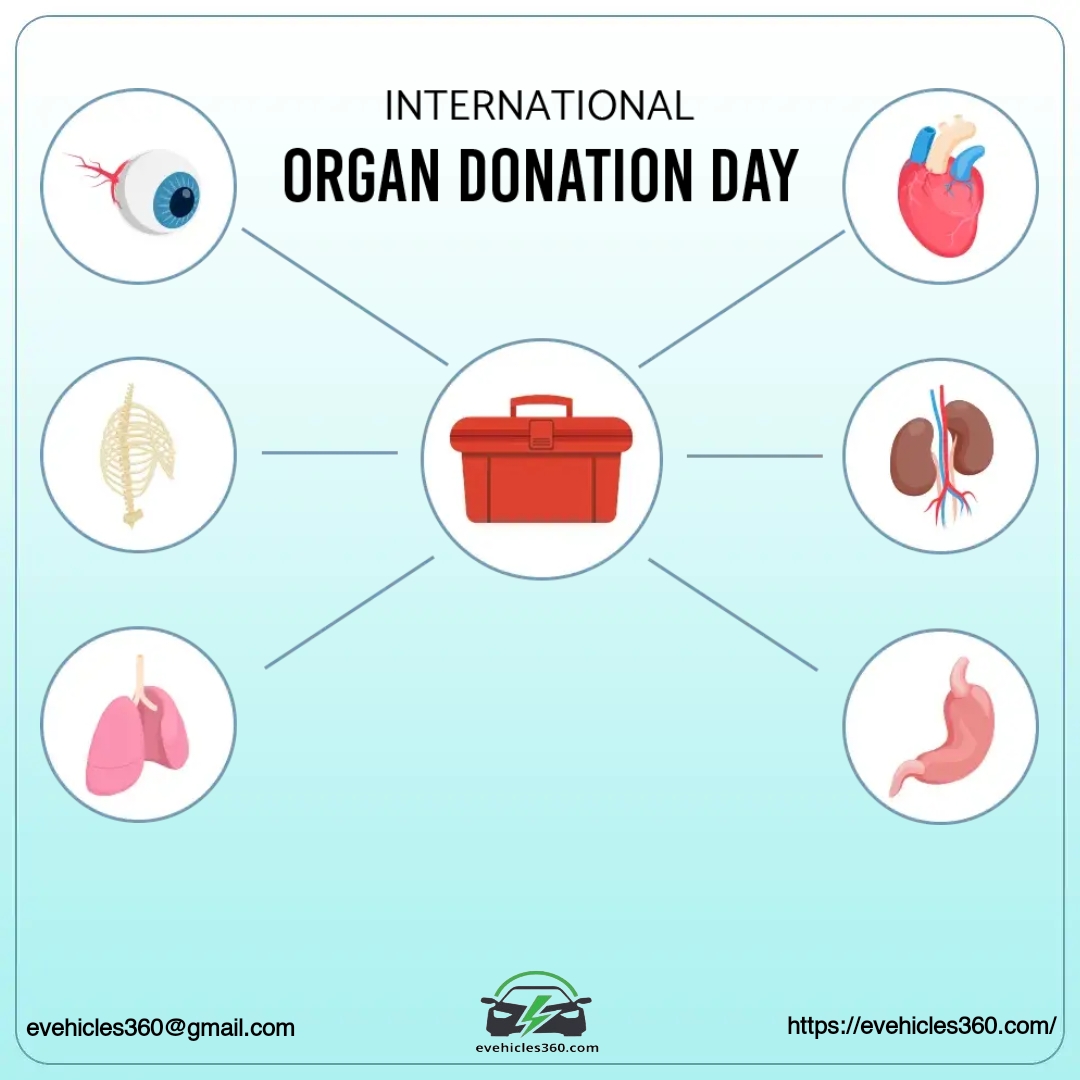 INTERNATIONAL
ORGAN DONATION DAY
evehicles360@gmail.com
evehicles360.com
https://evehicles360.com/